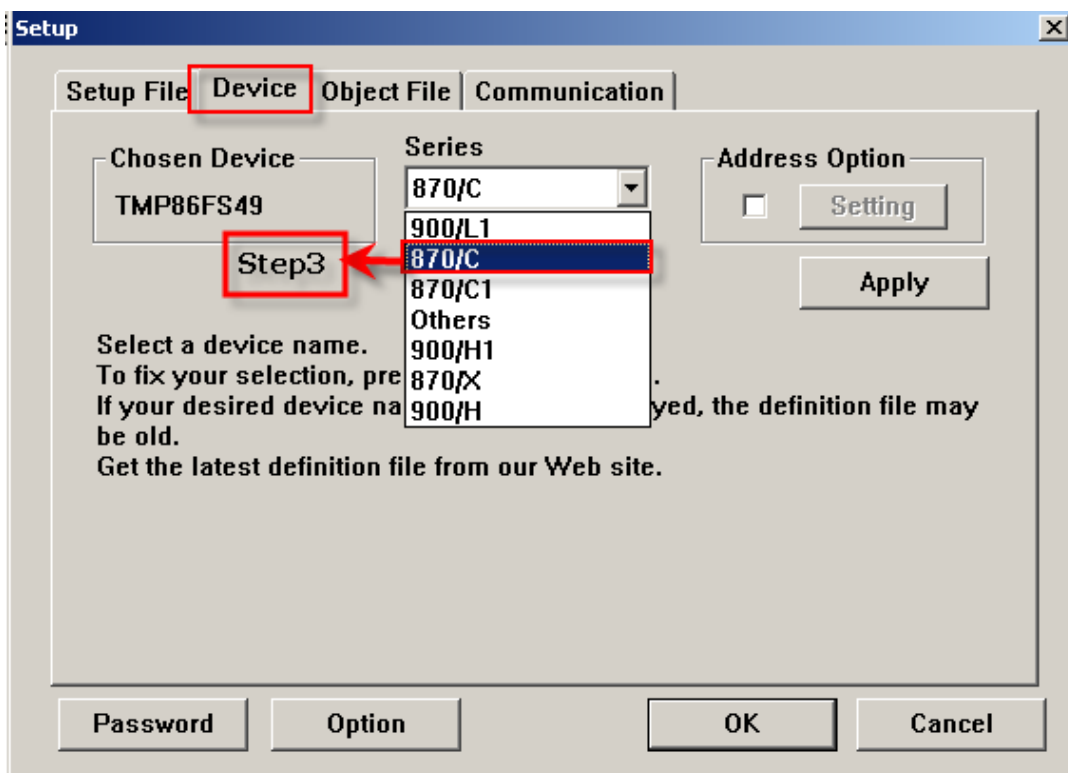 Setup
Setup File Device Object File Communication
Chosen Device
TMP86FS49
Series
870/C
900/L1
870/C
870/C1
Others
900/H1
870/X
900/H
Address Option
Setting
Step3
Apply
Select a device name.
To fix your selection, pre .
If your desired device na yed, the definition file may
be old.
Get the latest definition file from our Web site.
Password Option OK Cancel